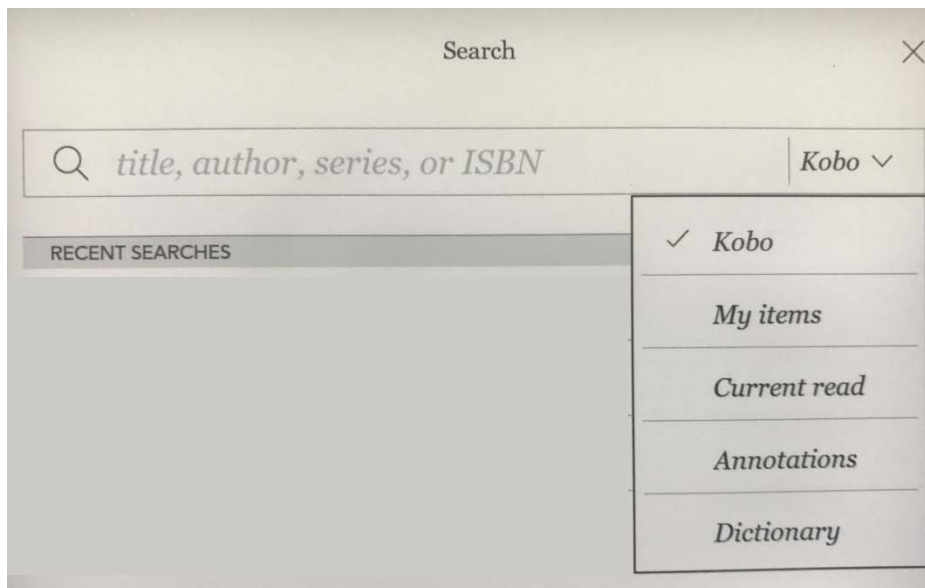 Search
title, author, series, or ISBN
Kobo
RECENT SEARCHES
Kobo
My items
Current read
Annotations
Dictionary